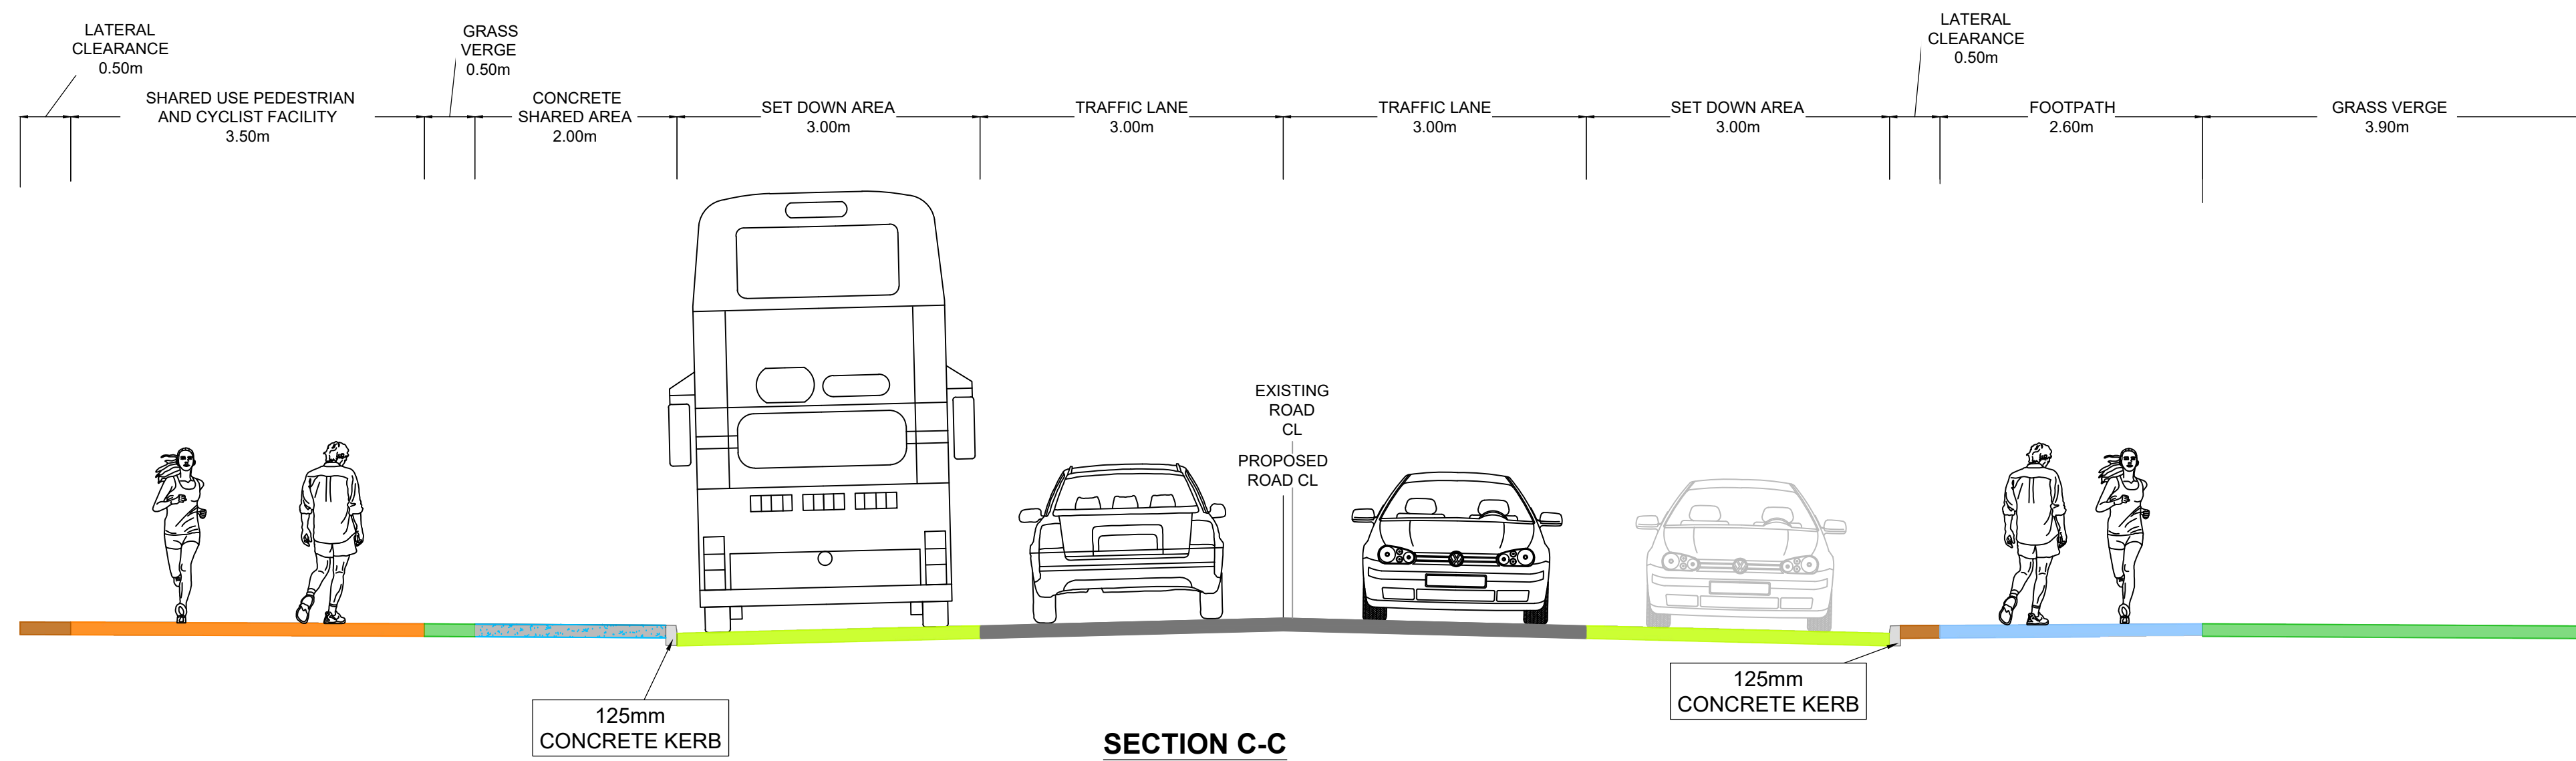 LATERAL
CLEARANCE
0.50m
SHARED USE PEDESTRIAN
AND CYCLIST FACILITY
3.50m
GRASS
VERGE
0.50m
CONCRETE
SHARED AREA
2.00m
SET DOWN AREA
3.00m
TRAFFIC LANE
3.00m
TRAFFIC LANE
3.00m
SET DOWN AREA
3.00m
LATERAL
CLEARANCE
0.50m
FOOTPATH
2.60m
GRASS VERGE
3.90m
EXISTING
ROAD
CL
PROPOSED
ROAD CL
125mm
CONCRETE KERB
125mm
CONCRETE KERB
SECTION C-C